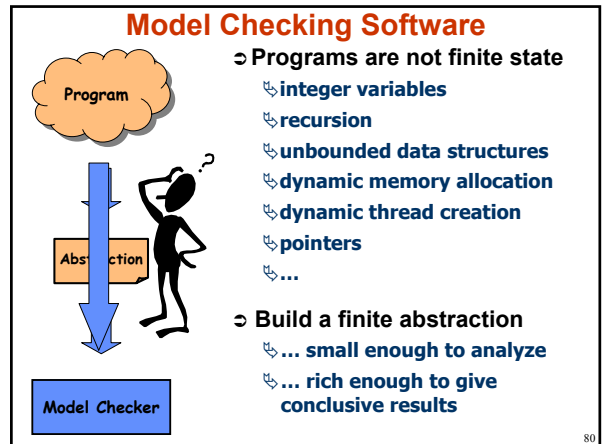 Model Checking Software
Program
?
Abstraction
Model Checker
Programs are not finite state
integer variables
recursion
unbounded data structures
dynamic memory allocation
dynamic thread creation
pointers
...
Build a finite abstraction
... small enough to analyze
... rich enough to give
conclusive results
80